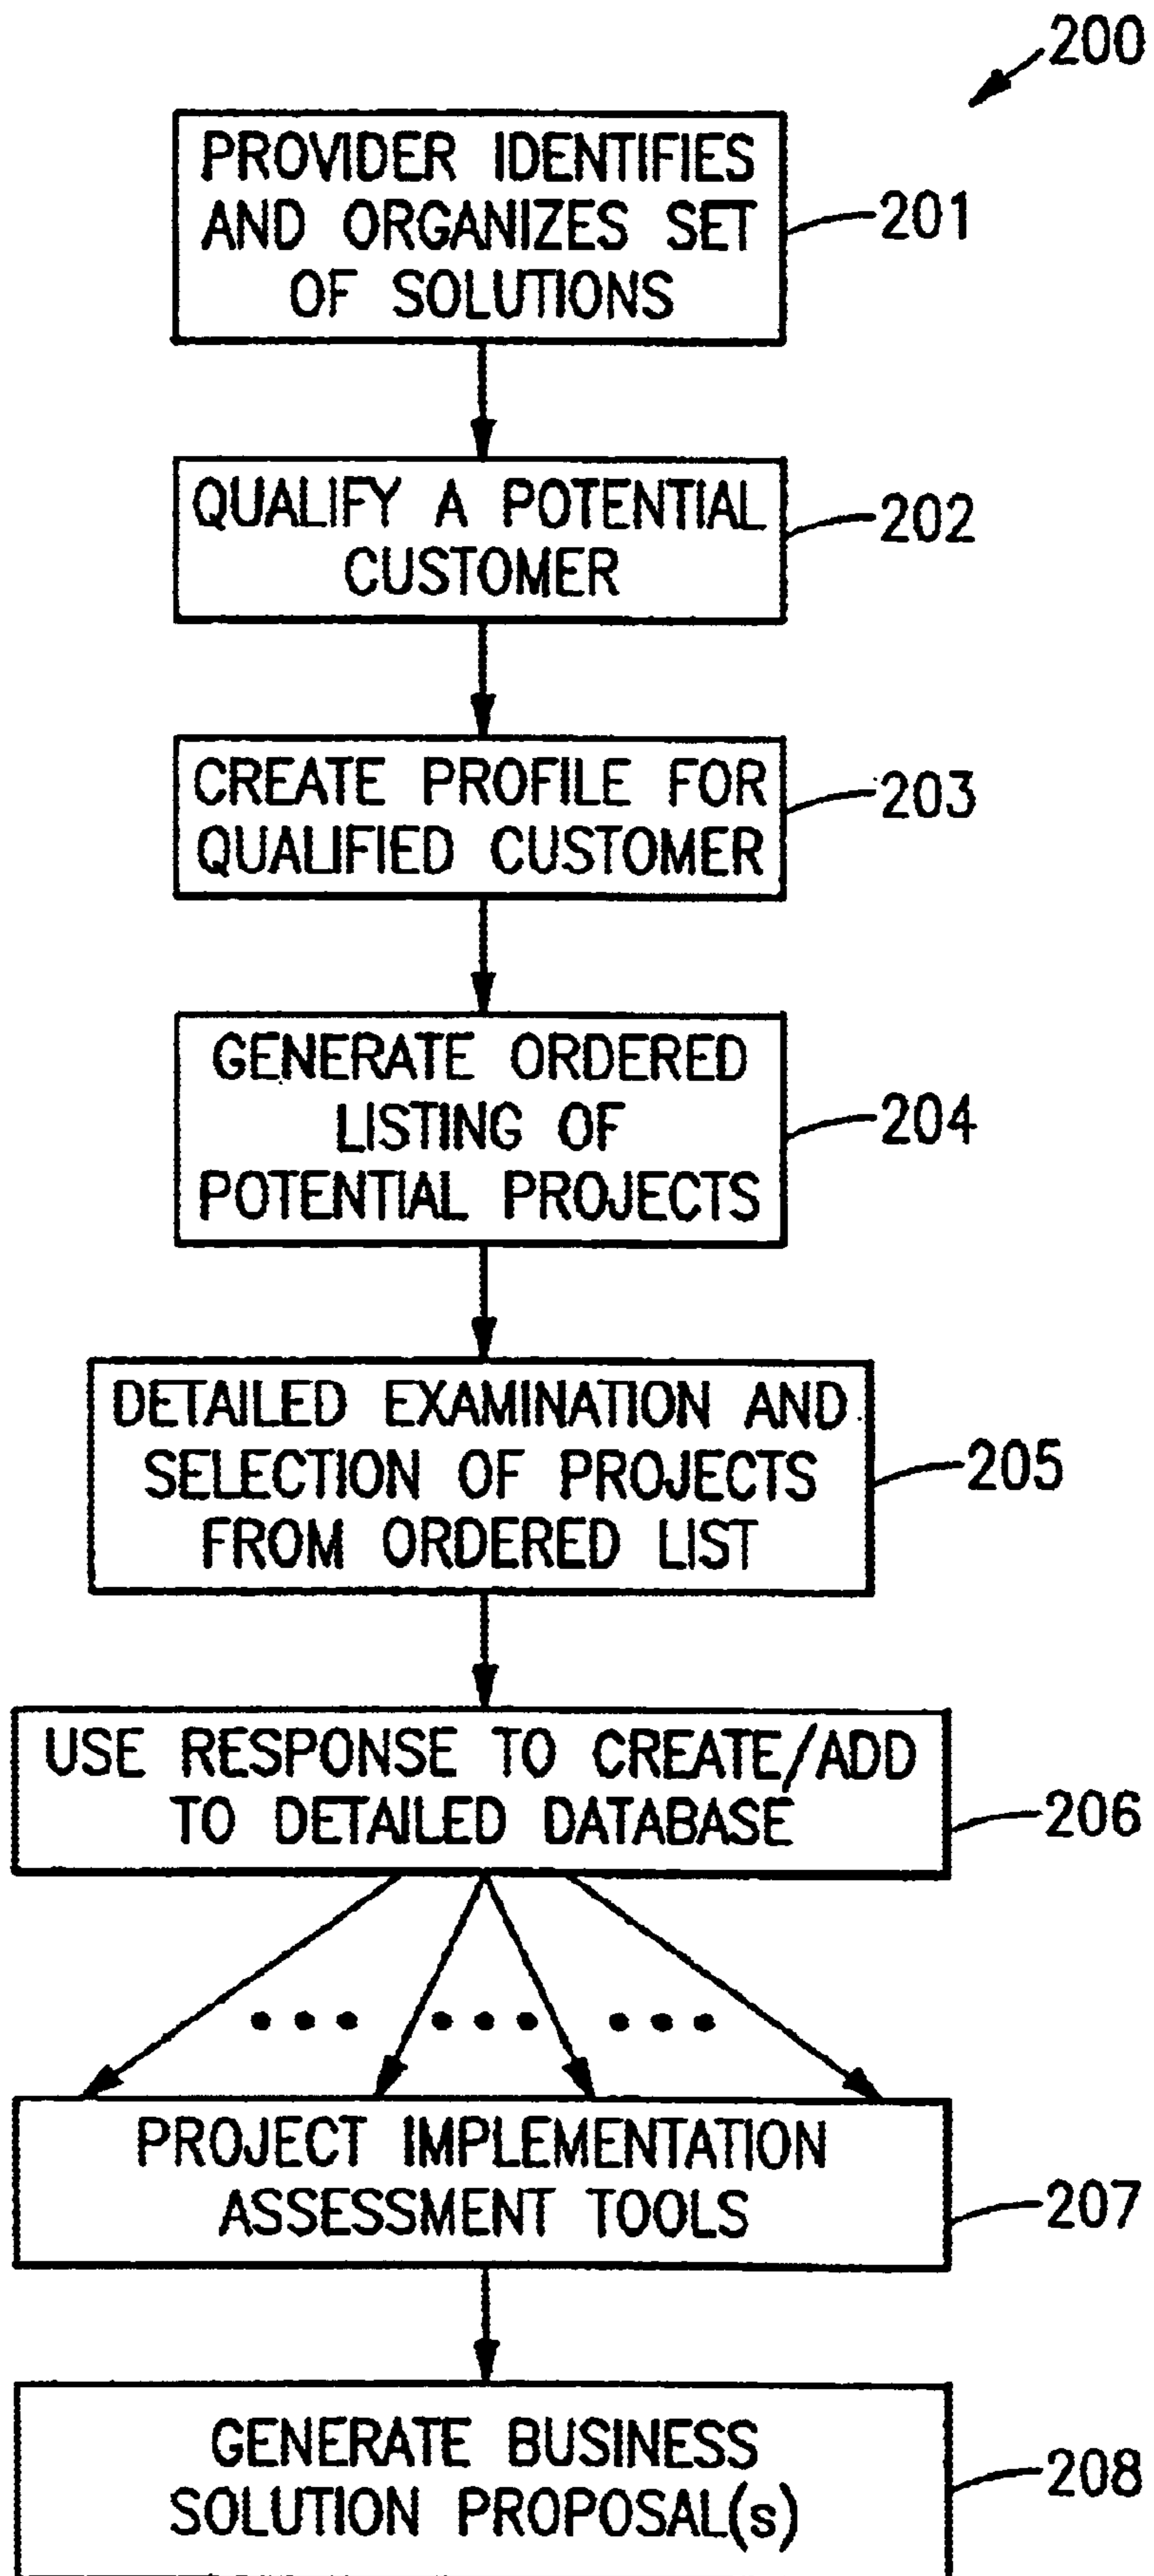 200
PROVIDER IDENTIFIES
AND ORGANIZES SET
OF SOLUTIONS
201
QUALIFY A POTENTIAL
CUSTOMER
202
CREATE PROFILE FOR
QUALIFIED CUSTOMER
203
GENERATE ORDERED
LISTING OF
POTENTIAL PROJECTS
204
DETAILED EXAMINATION AND
SELECTION OF PROJECTS
FROM ORDERED LIST
205
USE RESPONSE TO CREATE/ADD
TO DETAILED DATABASE
206
PROJECT IMPLEMENTATION
ASSESSMENT TOOLS
207
GENERATE BUSINESS
SOLUTION PROPOSAL(s)
208